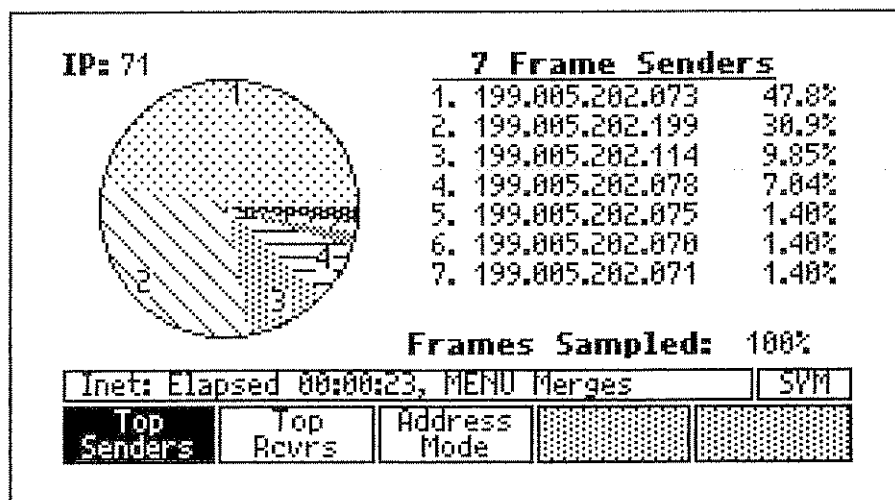 IP: 71
7 Frame Senders
1. 199.005.202.073 47.8%
2. 199.005.202.199 30.9%
3. 199.005.202.114 9.85%
4. 199.005.202.078 7.04%
5. 199.005.202.075 1.40%
6. 199.005.202.070 1.40%
7. 199.005.202.071 1.40%
1
2
3
4
Frames Sampled: 100%
Inet: Elapsed 00:00:23, MENU Merges SVM
Top Senders
Top Rcvrs
Address Mode